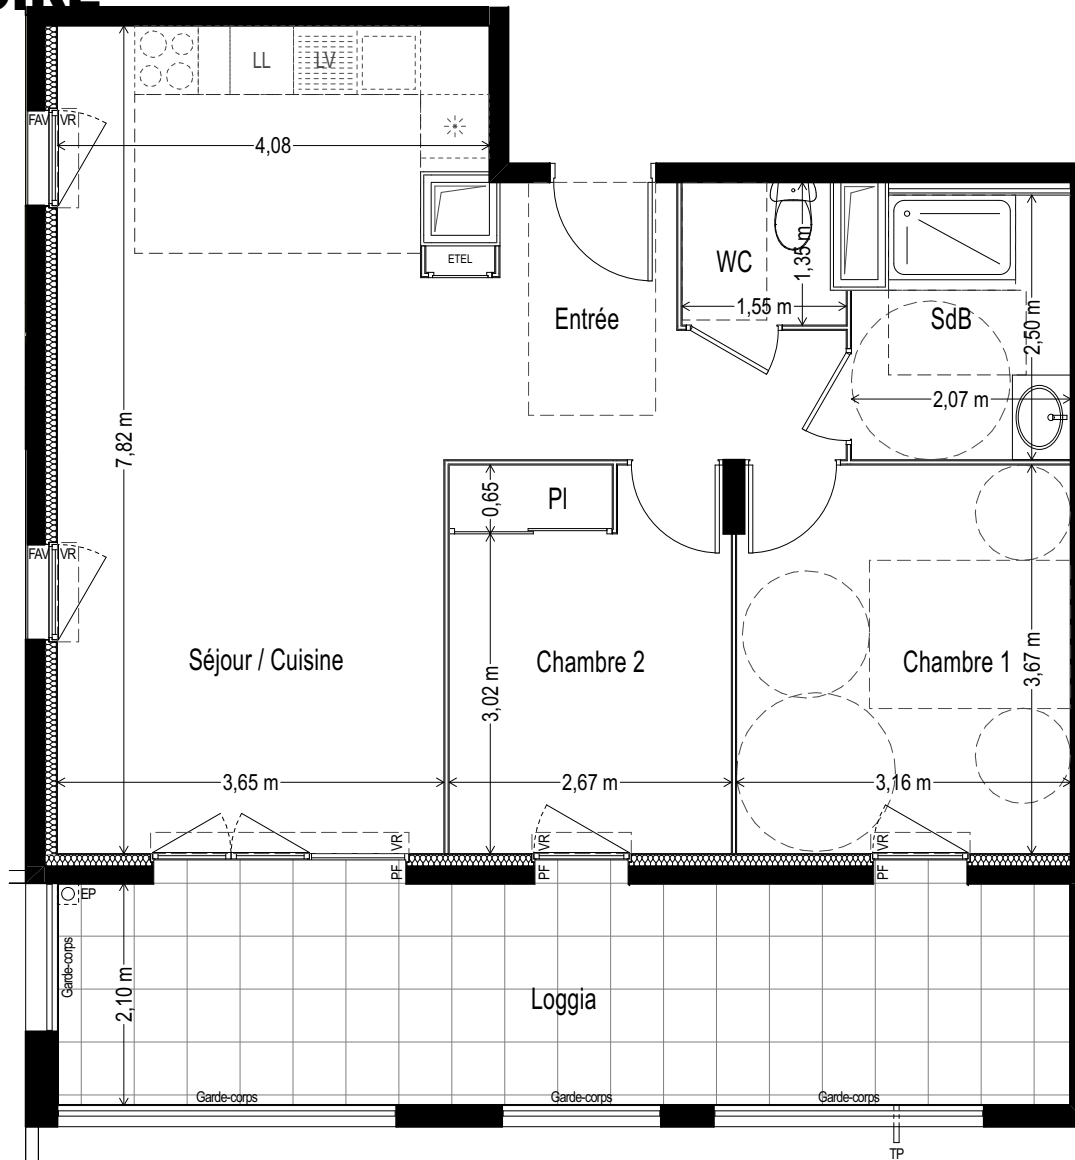 LL
LV
FAV
VR
4,08
ETEL
WC
1,35 m
1,55 m
Entrée
SdB
2,50 m
2,07 m
7,82 m
0,65
Pl
FAV
VR
Séjour / Cuisine
Chambre 2
Chambre 1
3,02 m
3,67 m
3,65 m
2,67 m
3,16 m
VR
VR
VR
PF
PF
PF
EP
Garde-corps
2,10 m
Loggia
Garde-corps
Garde-corps
Garde-corps
TP